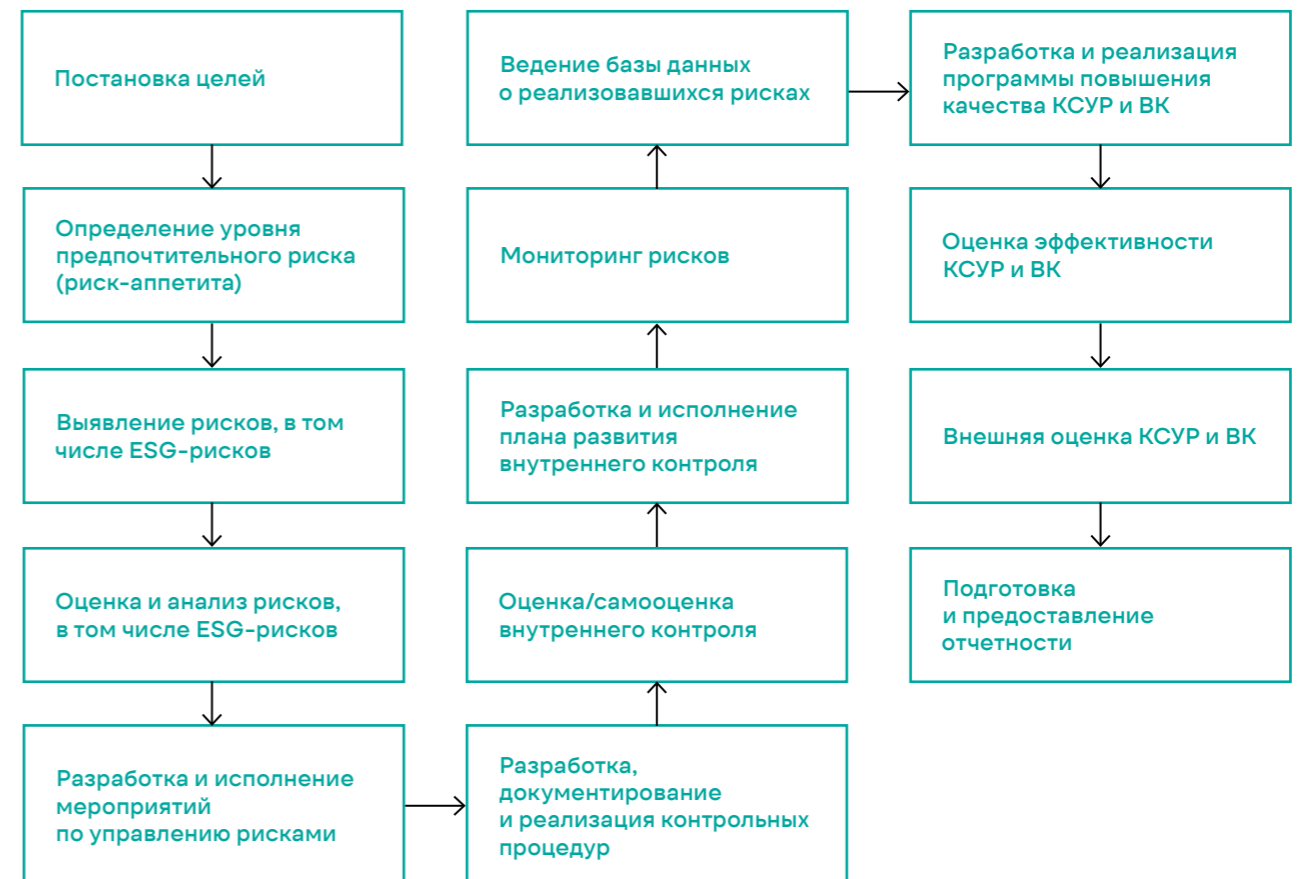 Постановка целей
Определение уровня
предпочтительного риска
(риск-аппетита)
Выявление рисков, в том
числе ESG-рисков
Оценка и анализ рисков,
в том числе ESG-рисков
Разработка и исполнение
мероприятий
по управлению рисками
Разработка,
документирование
и реализация контрольных
процедур
Оценка/самооценка
внутреннего контроля
Разработка и исполнение
плана развития
внутреннего контроля
Мониторинг рисков
Ведение базы данных
о реализовавшихся рисках
Разработка и реализация
программы повышения
качества КСУР и ВК
Оценка эффективности
КСУР и ВК
Внешняя оценка КСУР и ВК
Подготовка
и предоставление
отчетности